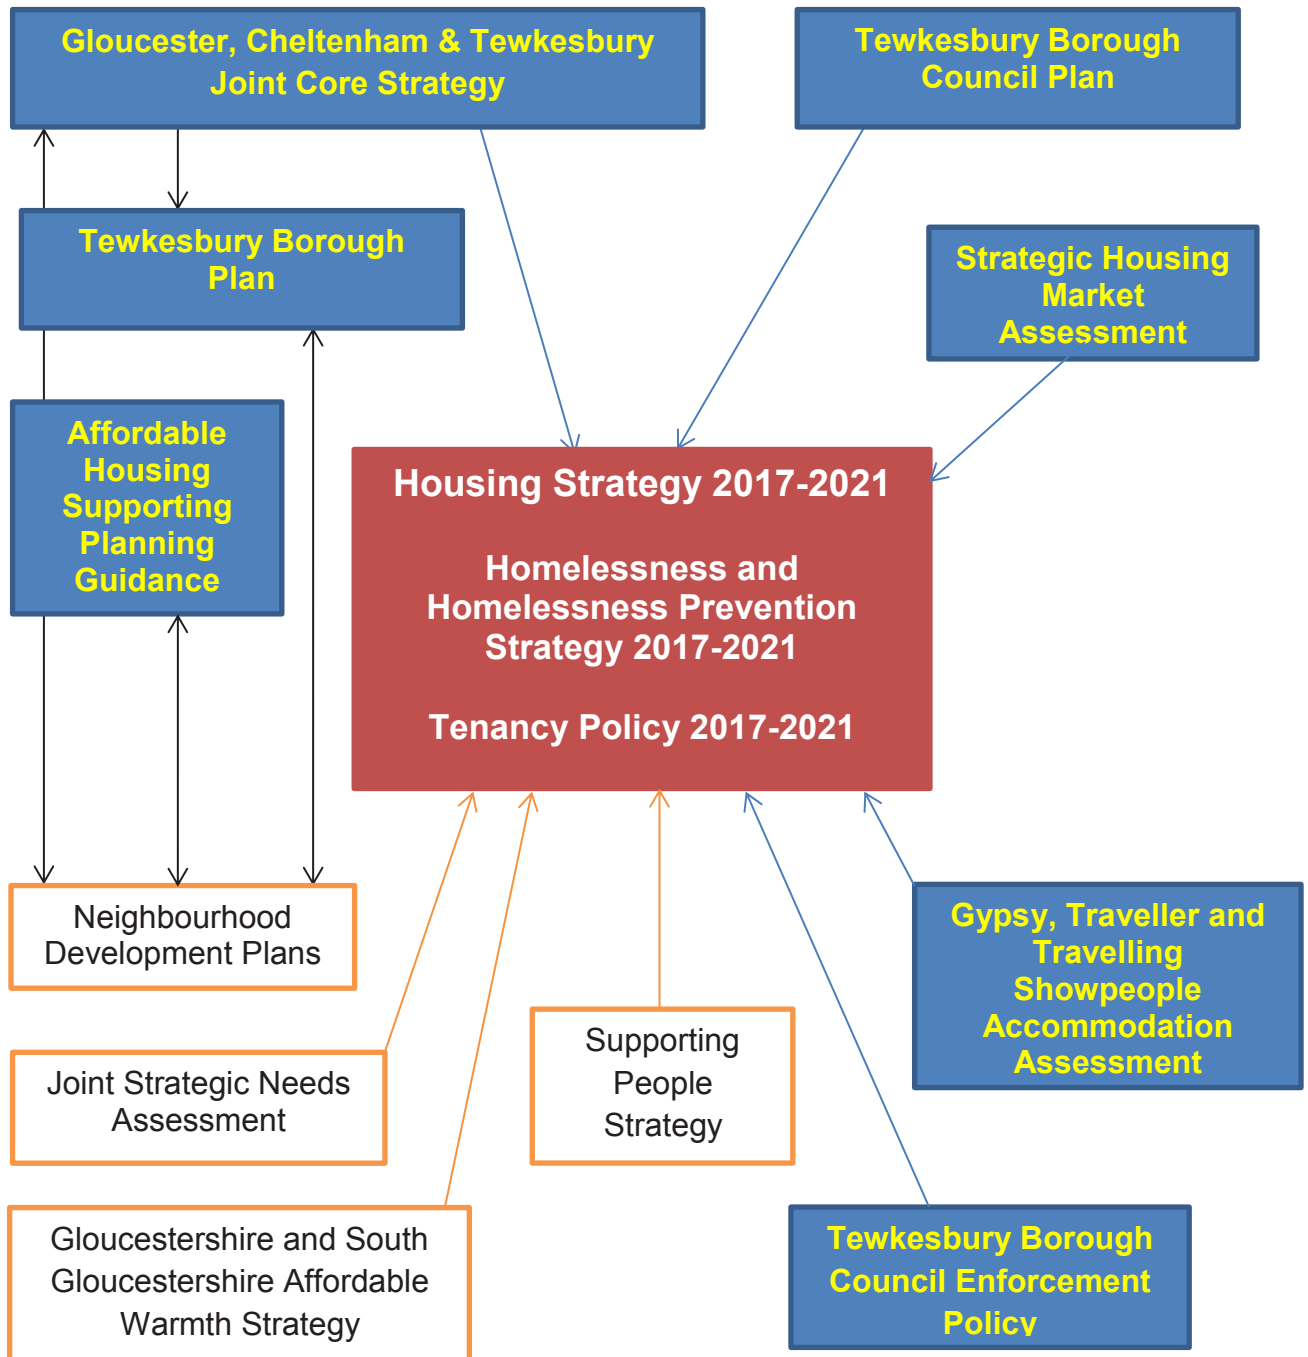 Gloucester, Cheltenham & Tewkesbury
Joint Core Strategy
Tewkesbury Borough
Council Plan
Tewkesbury Borough
Plan
Strategic Housing
Market
Assessment
Affordable
Housing
Supporting
Planning
Guidance
Housing Strategy 2017-2021
Homelessness and
Homelessness Prevention
Strategy 2017-2021
Tenancy Policy 2017-2021
Neighbourhood
Development Plans
Gypsy, Traveller and
Travelling
Showpeople
Accommodation
Assessment
Joint Strategic Needs
Assessment
Supporting
People
Strategy
Gloucestershire and South
Gloucestershire Affordable
Warmth Strategy
Tewkesbury Borough
Council Enforcement
Policy